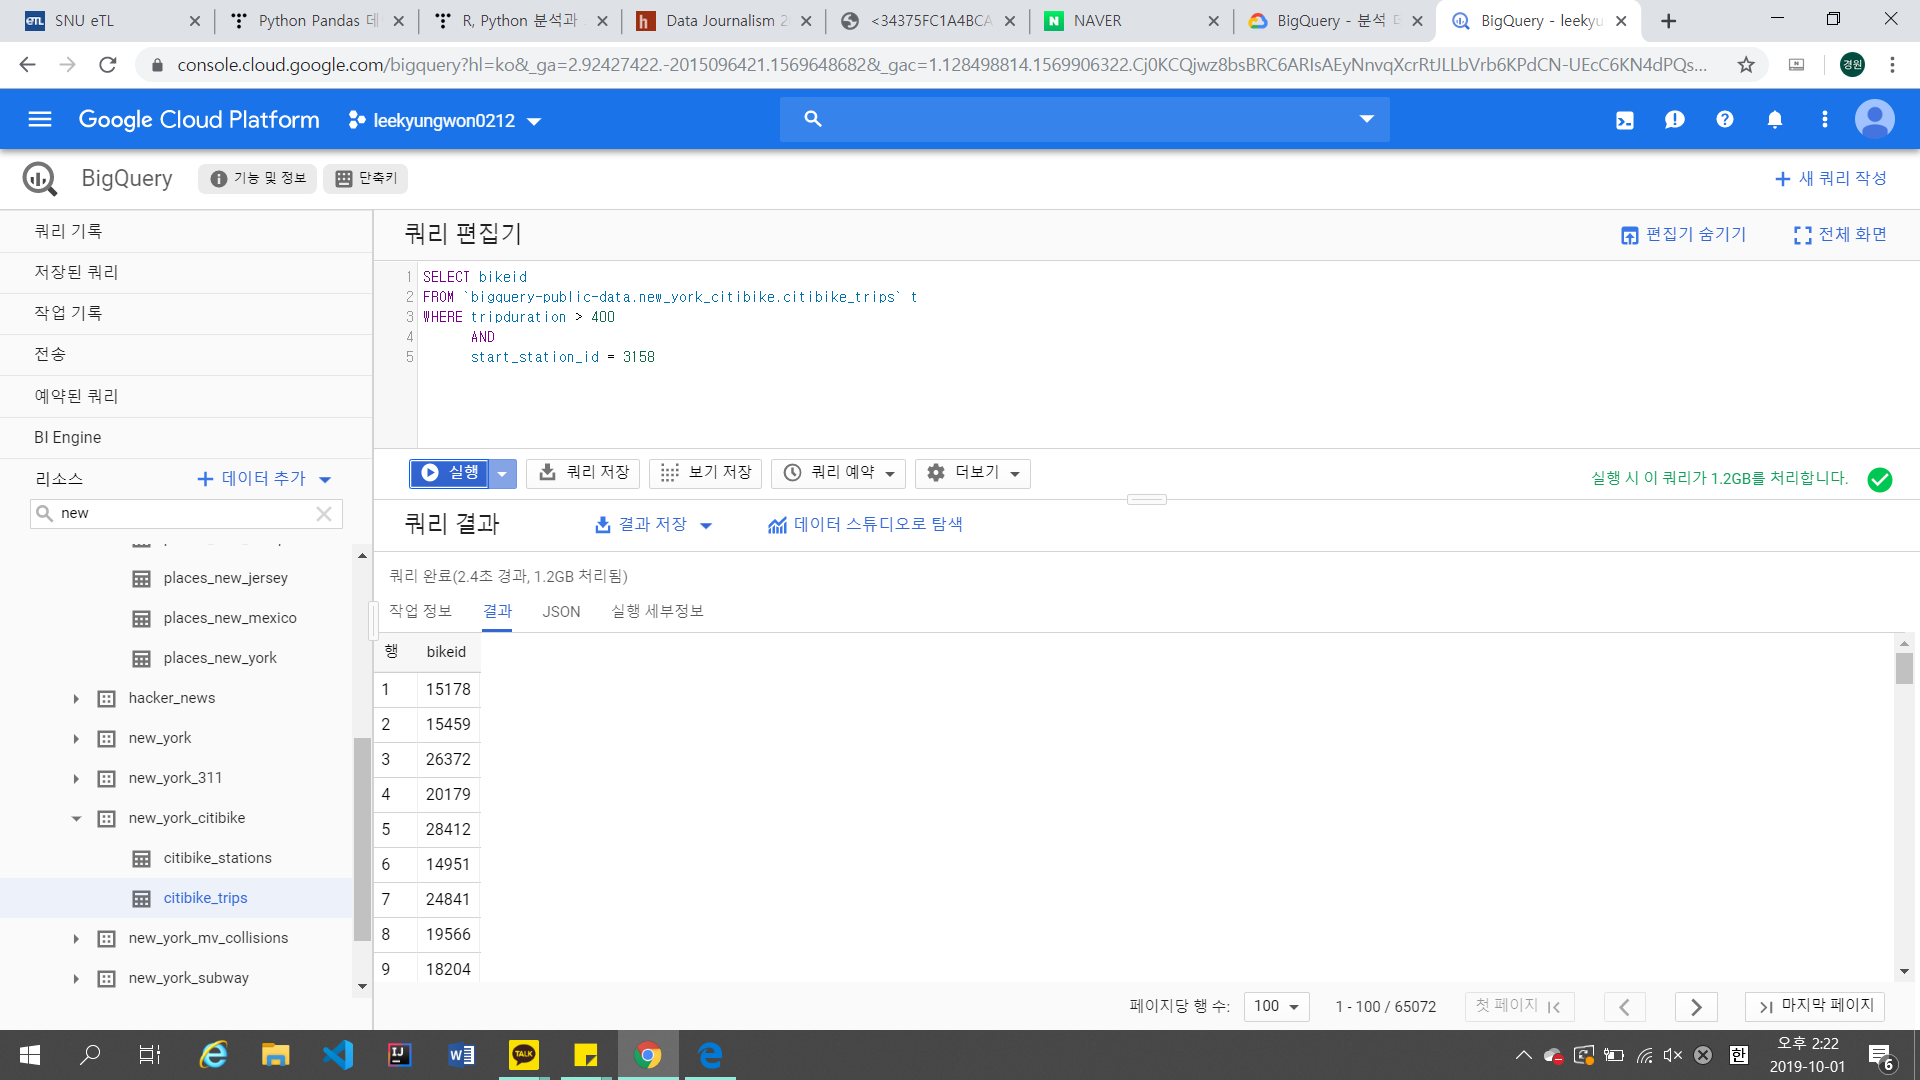 SNU eTL
Python Pandas 데
R, Python 분석과
Data Journalism 2
<34375FC1A4BCA
NAVER
BigQuery - 분석 데
BigQuery - leekyu
console.cloud.google.com/bigquery?hl=ko&_ga=2.92427422.-2015096421.1569648682&_gac=1.128498814.1569906322.Cj0KCQjwz8bsBRC6ARIsAEyNnvqXcrRtJLLbVrb6KPdCN-UEcC6KN4dPQs...
경원
Google Cloud Platform
leekyungwon0212
BigQuery
기능 및 정보
단축키
새 쿼리 작성
쿼리 기록
저장된 쿼리
작업 기록
전송
예약된 쿼리
BI Engine
리소스
데이터 추가
new
places_new_jersey
places_new_mexico
places_new_york
hacker_news
new_york
new_york_311
new_york_citibike
citibike_stations
citibike_trips
new_york_mv_collisions
new_york_subway
쿼리 편집기
편집기 숨기기
전체 화면
1 SELECT bikeid
2 FROM `bigquery-public-data.new_york_citibike.citibike_trips` t
3 WHERE tripduration > 400
4 AND
5 start_station_id = 3158
실행
쿼리 저장
보기 저장
쿼리 예약
더보기
실행 시 이 쿼리가 1.2GB를 처리합니다.
쿼리 결과
결과 저장
데이터 스튜디오로 탐색
쿼리 완료(2.4초 경과, 1.2GB 처리됨)
작업 정보
결과
JSON
실행 세부정보
행 bikeid
1 15178
2 15459
3 26372
4 20179
5 28412
6 14951
7 24841
8 19566
9 18204
페이지당 행 수:
100
1 - 100 / 65072
첫 페이지
마지막 페이지
TALK
한
오후 2:22
2019-10-01
6